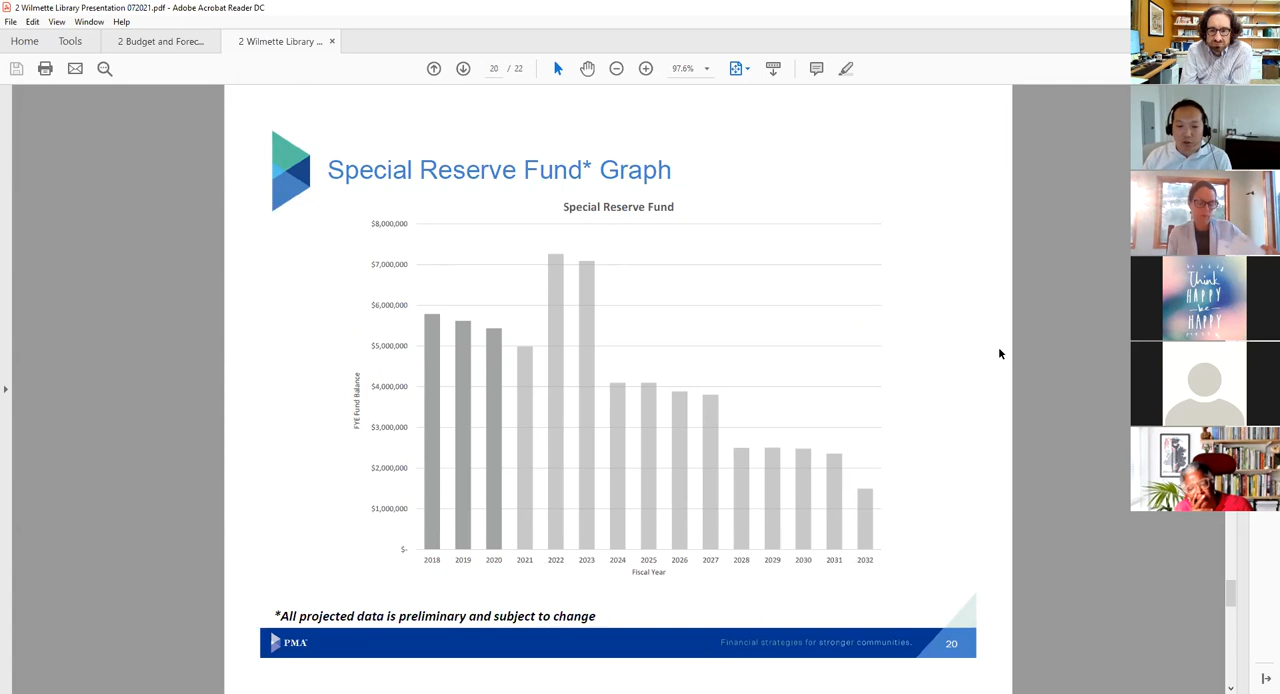 2 Wilmette Library Presentation 072021.pdf - Adobe Acrobat Reader DC
File Edit View Window Help
Home Tools 2 Budget and Forec... 2 Wilmette Library ... ×
20 / 22 97.6%
Special Reserve Fund* Graph
Special Reserve Fund
$8,000,000
$7,000,000
$6,000,000
$5,000,000
$4,000,000
$3,000,000
$2,000,000
$1,000,000
$-
FYE Fund Balance
2018 2019 2020 2021 2022 2023 2024 2025 2026 2027 2028 2029 2030 2031 2032
Fiscal Year
*All projected data is preliminary and subject to change
PMA
Financial strategies for stronger communities.
20
Think
HAPPY
be
HAPPY